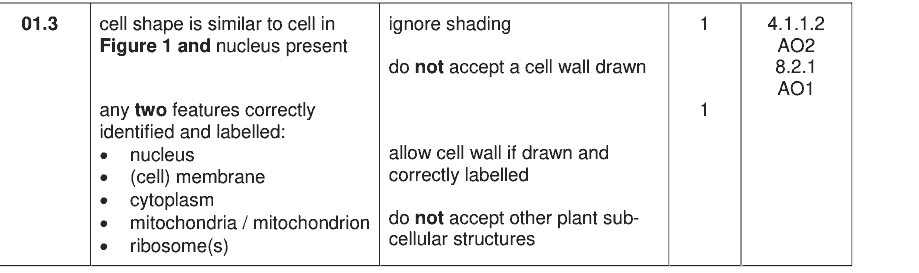 01.3
cell shape is similar to cell in
Figure 1 and nucleus present
ignore shading
do not accept a cell wall drawn
1
4.1.1.2
AO2
8.2.1
AO1
any two features correctly
identified and labelled:
• nucleus
• (cell) membrane
• cytoplasm
• mitochondria / mitochondrion
• ribosome(s)
allow cell wall if drawn and
correctly labelled
do not accept other plant sub-
cellular structures
1